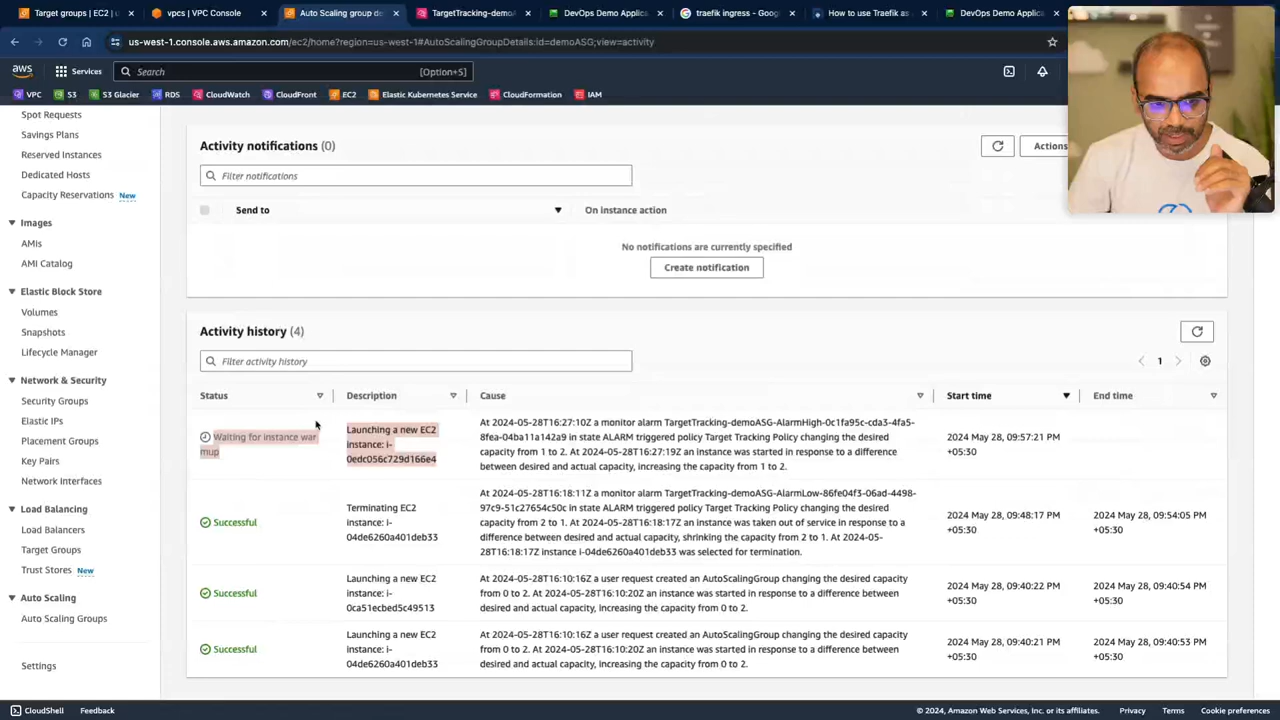 Target groups | EC2 | 
vpcs | VPC Console
Auto Scaling group
TargetTracking-demoAS
DevOps Demo Applic
traefik ingress - Goog
How to use Traefik as
DevOps Demo Applic
us-west-1.console.aws.amazon.com/ec2/home?region=us-west-1#AutoScalingGroupDetails:id=demoASG;view=activity
aws
Services
Search
[Option+S]
VPC
S3
S3 Glacier
RDS
CloudWatch
CloudFront
EC2
Elastic Kubernetes Service
CloudFormation
IAM
Spot Requests
Savings Plans
Reserved Instances
Dedicated Hosts
Capacity Reservations New
Images
AMIs
AMI Catalog
Elastic Block Store
Volumes
Snapshots
Lifecycle Manager
Network & Security
Security Groups
Elastic IPs
Placement Groups
Key Pairs
Network Interfaces
Load Balancing
Load Balancers
Target Groups
Trust Stores New
Auto Scaling
Auto Scaling Groups
Settings
Activity notifications (0)
Actions
Filter notifications
Send to
On instance action
No notifications are currently specified
Create notification
Activity history (4)
Filter activity history
1
Status
Description
Cause
Start time
End time
Waiting for instance war
mup
Launching a new EC2
instance: i-
0edc056c729d166e4
At 2024-05-28T16:27:10Z a monitor alarm TargetTracking-demoASG-AlarmHigh-0c1fa95c-cda3-4fa5-
8fea-04ba11a142a9 in state ALARM triggered policy Target Tracking Policy changing the desired
capacity from 1 to 2. At 2024-05-28T16:27:19Z an instance was started in response to a difference
between desired and actual capacity, increasing the capacity from 1 to 2.
2024 May 28, 09:57:21 PM
+05:30
Successful
Terminating EC2
instance: i-
04de6260a401deb33
At 2024-05-28T16:18:11Z a monitor alarm TargetTracking-demoASG-AlarmLow-86fe04f3-06ad-4498-
97c9-51c27654c50c in state ALARM triggered policy Target Tracking Policy changing the desired
capacity from 2 to 1. At 2024-05-28T16:18:17Z an instance was taken out of service in response to a
difference between desired and actual capacity, shrinking the capacity from 2 to 1. At 2024-05-
28T16:18:17Z instance i-04de6260a401deb33 was selected for termination.
2024 May 28, 09:48:17 PM
+05:30
2024 May 28, 09:54:05 PM
+05:30
Successful
Launching a new EC2
instance: i-
0ca51ecbed5c49513
At 2024-05-28T16:10:16Z a user request created an AutoScalingGroup changing the desired capacity
from 0 to 2. At 2024-05-28T16:10:20Z an instance was started in response to a difference between
desired and actual capacity, increasing the capacity from 0 to 2.
2024 May 28, 09:40:22 PM
+05:30
2024 May 28, 09:40:54 PM
+05:30
Successful
Launching a new EC2
instance: i-
04de6260a401deb33
At 2024-05-28T16:10:16Z a user request created an AutoScalingGroup changing the desired capacity
from 0 to 2. At 2024-05-28T16:10:20Z an instance was started in response to a difference between
desired and actual capacity, increasing the capacity from 0 to 2.
2024 May 28, 09:40:21 PM
+05:30
2024 May 28, 09:40:53 PM
+05:30
CloudShell
Feedback
© 2024, Amazon Web Services, Inc. or its affiliates.
Privacy
Terms
Cookie preferences